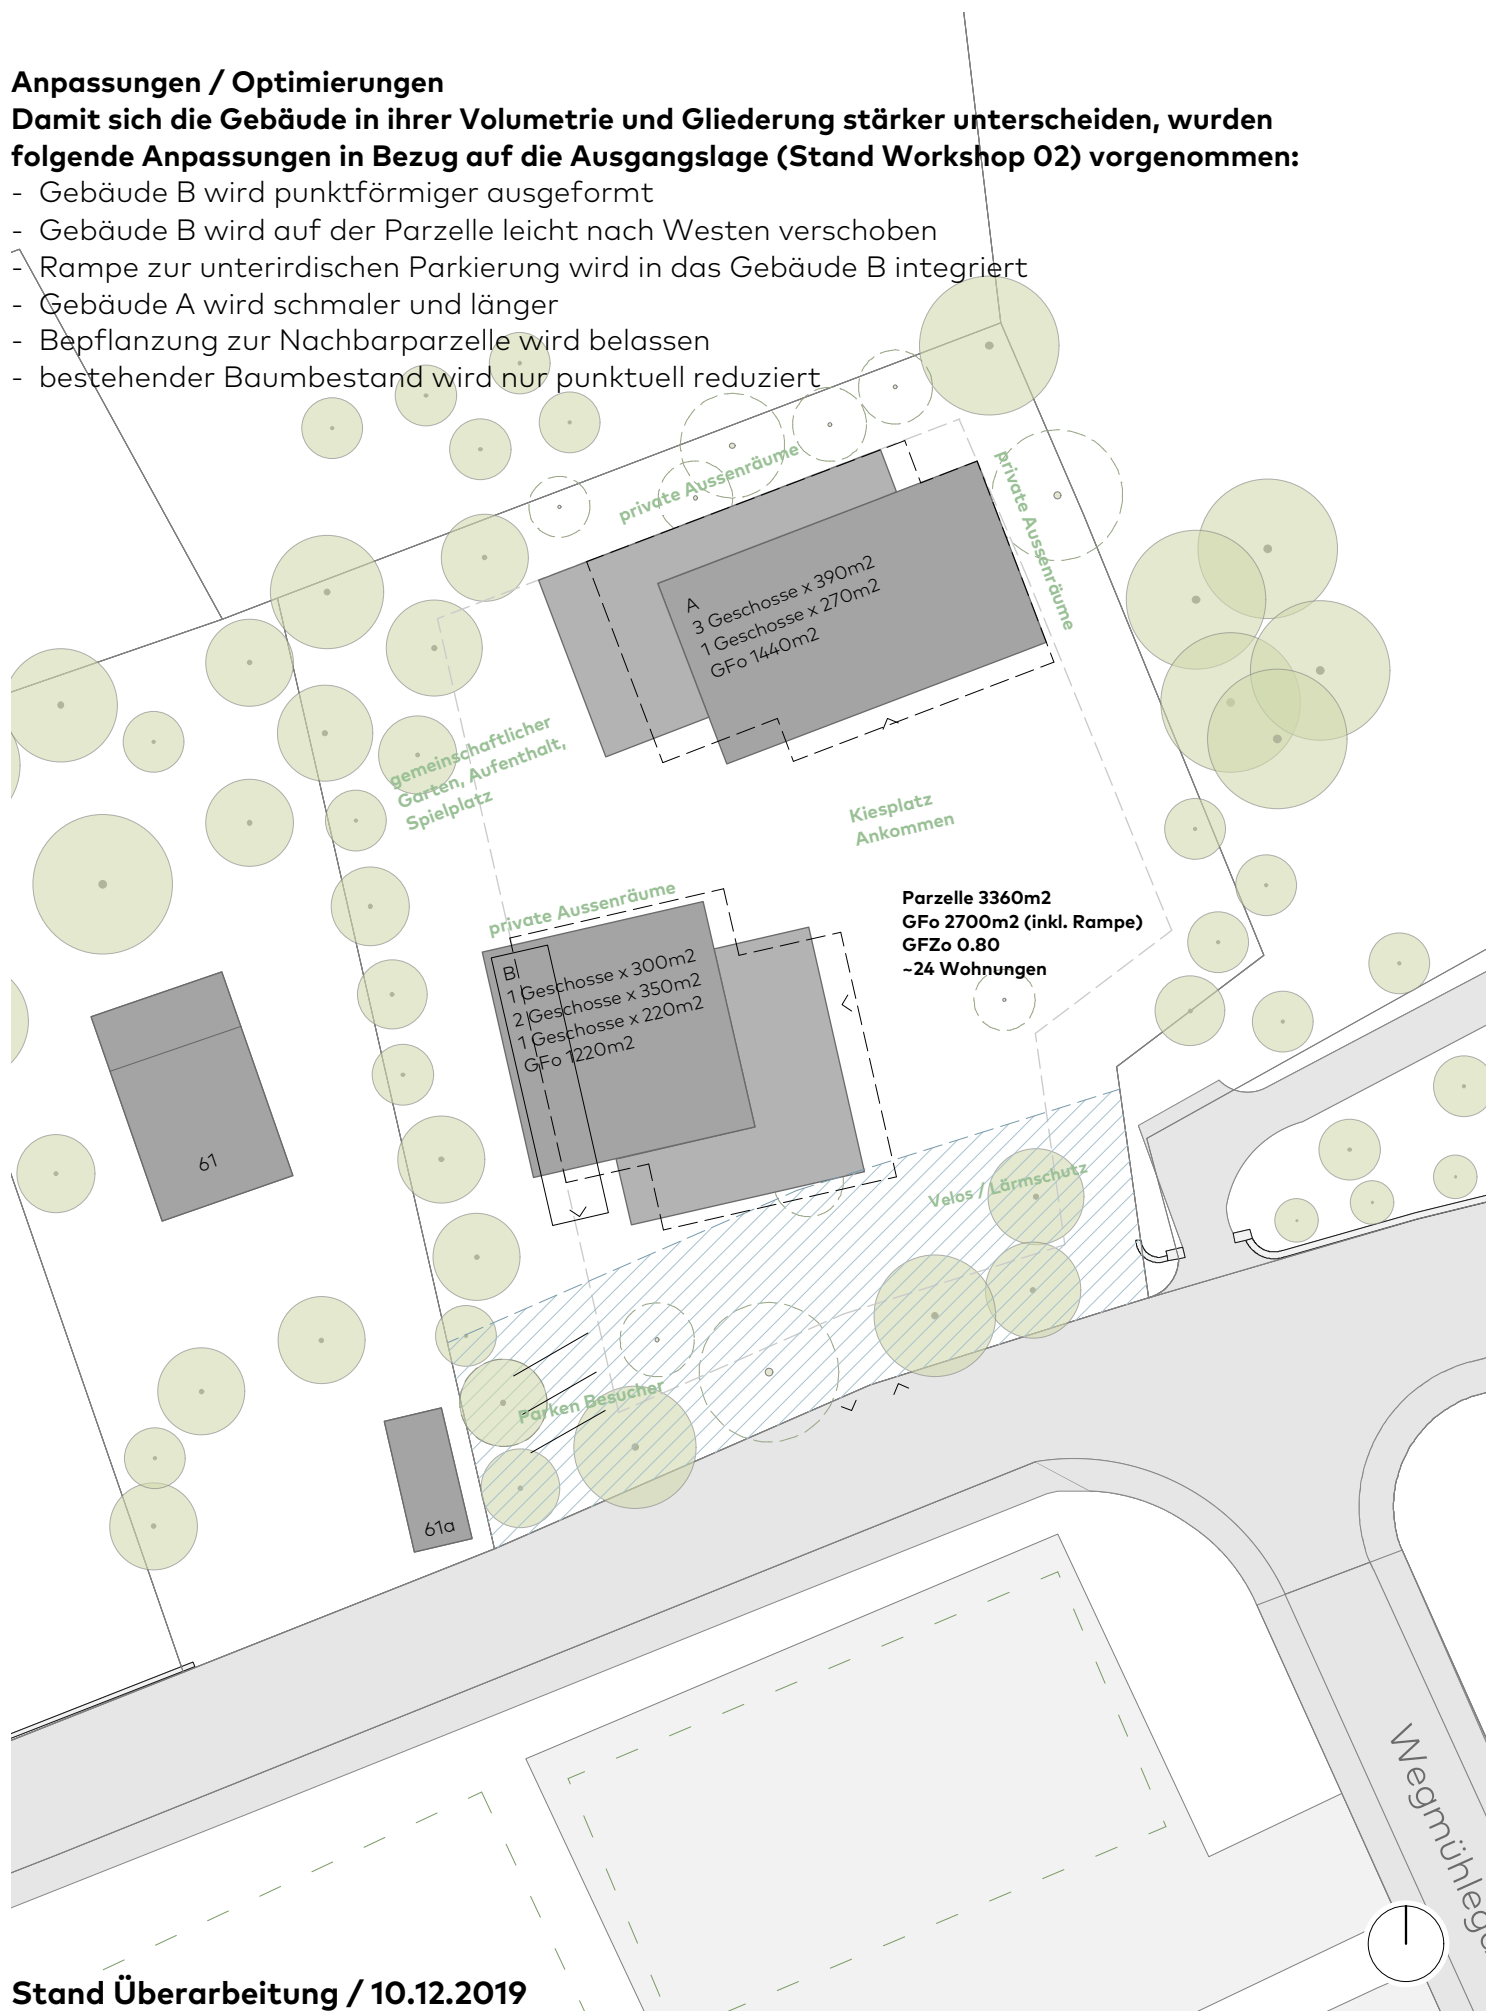 Anpassungen / Optimierungen
Damit sich die Gebäude in ihrer Volumetrie und Gliederung stärker unterscheiden, wurden
folgende Anpassungen in Bezug auf die Ausgangslage (Stand Workshop 02) vorgenommen:
- Gebäude B wird punktförmiger ausgeformt
- Gebäude B wird auf der Parzelle leicht nach Westen verschoben
- Rampe zur unterirdischen Parkierung wird in das Gebäude B integriert
- Gebäude A wird schmaler und länger
- Bepflanzung zur Nachbarparzelle wird belassen
- bestehender Baumbestand wird nur punktuell reduziert
private Aussenräume
private Aussenräume
A
3 Geschosse x 390m2
1 Geschosse x 270m2
GFo 1440m2
gemeinschaftlicher
Garten, Aufenthalt,
Spielplatz
Kiesplatz
Ankommen
private Aussenräume
Parzelle 3360m2
GFo 2700m2 (inkl. Rampe)
GFZo 0.80
~24 Wohnungen
B
1 Geschosse x 300m2
2 Geschosse x 350m2
1 Geschosse x 220m2
GFo 1220m2
61
Velos / Lärmschutz
Parken Besucher
61a
Stand Überarbeitung / 10.12.2019